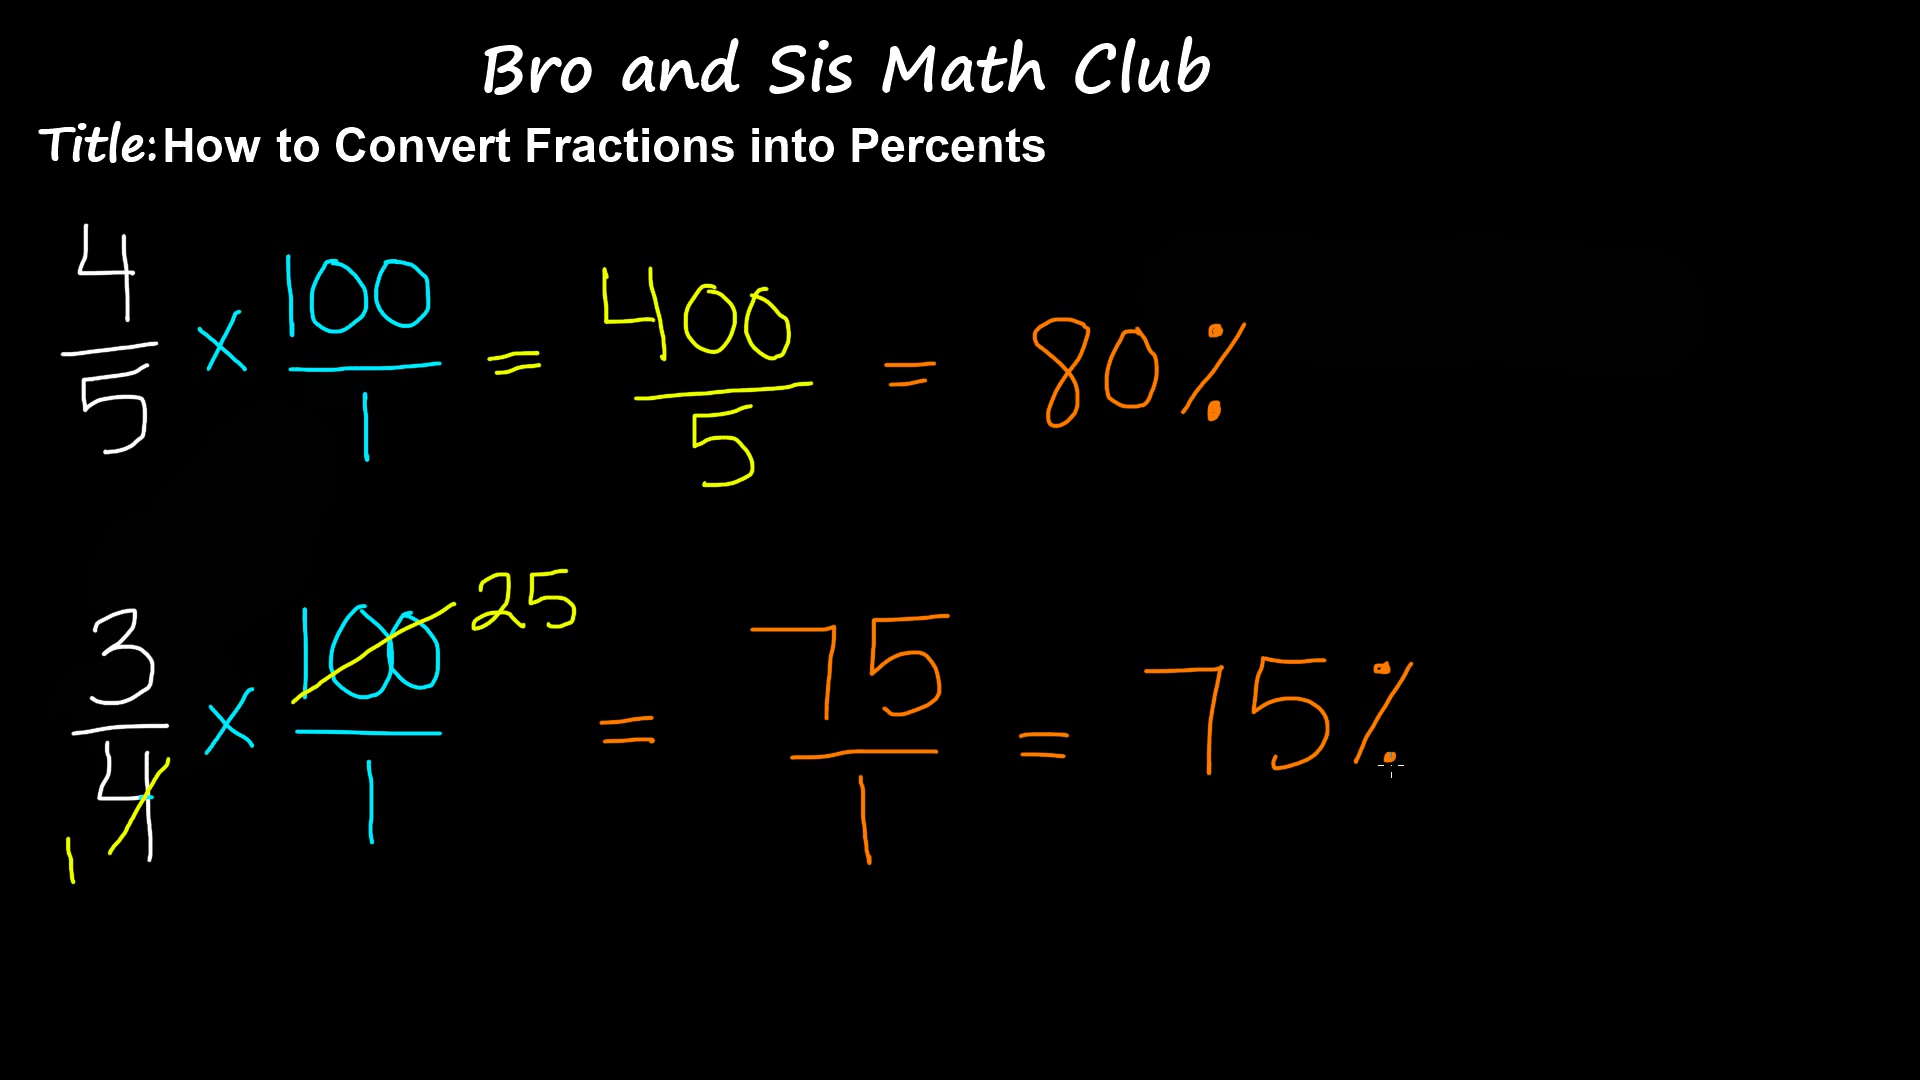 Bro and Sis Math Club
Title: How to Convert Fractions into Percents
4/5 × 100/1 = 400/5 = 80%
3/4 1 × 100/1 25 = 75/1 = 75%